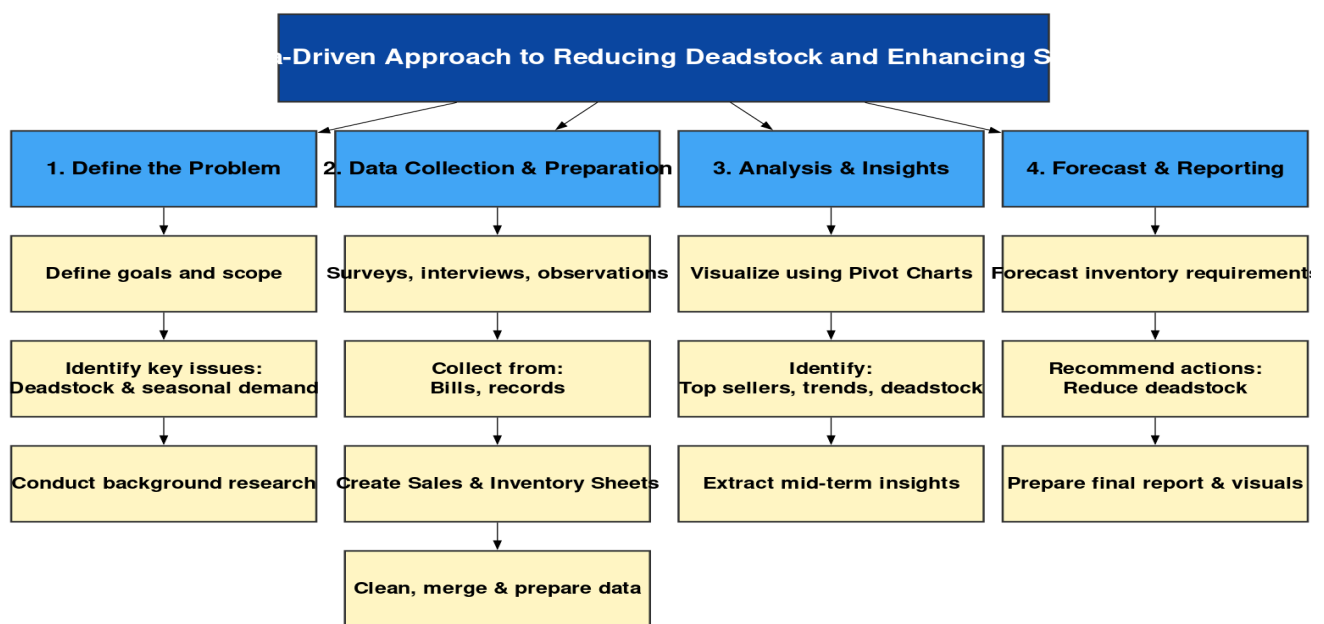 -Driven Approach to Reducing Deadstock and Enhancing
1. Define the Problem
2. Data Collection & Preparation
3. Analysis & Insights
4. Forecast & Reporting
Define goals and scope
Surveys, interviews, observations
Visualize using Pivot Charts
Forecast inventory requirements
Identify key issues:
Deadstock & seasonal demand
Collect from:
Bills, records
Identify:
Top sellers, trends, deadstock
Recommend actions:
Reduce deadstock
Conduct background research
Create Sales & Inventory Sheets
Extract mid-term insights
Prepare final report & visuals
Clean, merge & prepare data